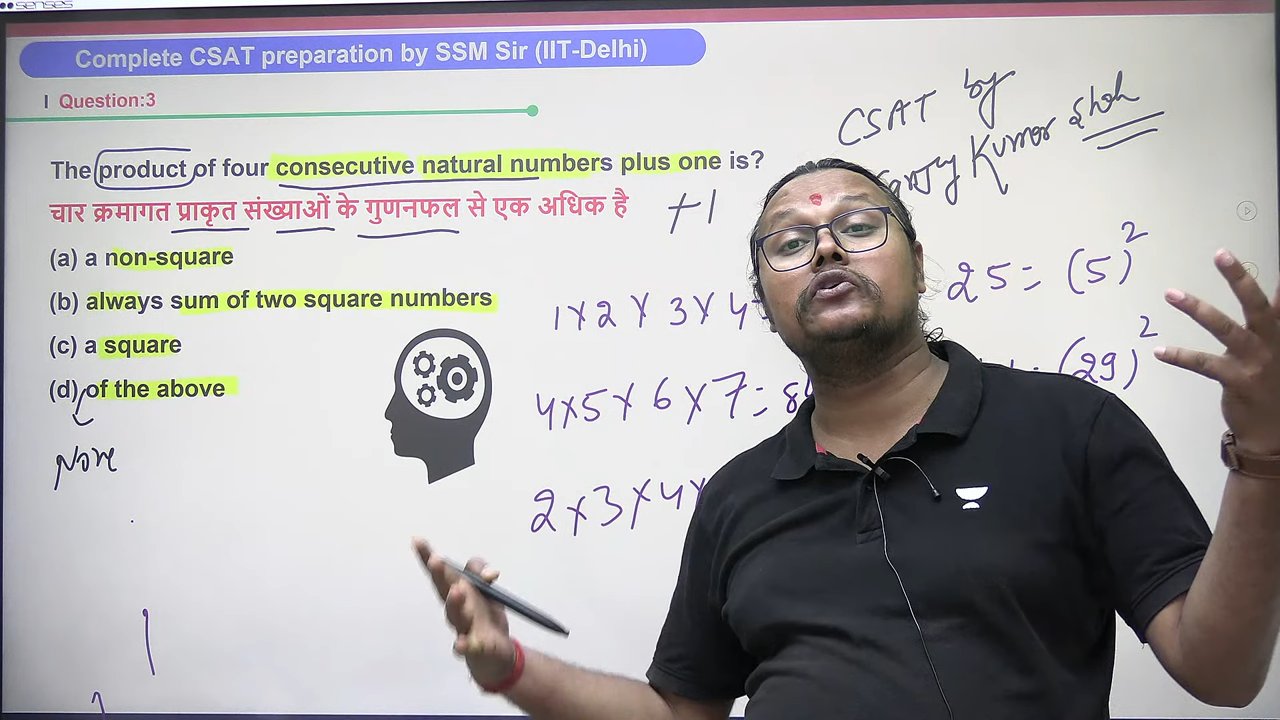 senses
Complete CSAT preparation by SSM Sir (IIT-Delhi)
Question:3
CSAT by
Kumar Shah
The product of four consecutive natural numbers plus one is?
चार क्रमागत प्राकृत संख्याओं के गुणनफल से एक अधिक है
+1
(a) a non-square
(b) always sum of two square numbers
(c) a square
(d) of the above
None
1×2×3×4= 25=(5)²
4×5×6×7=8 =(29)²
2×3×4×